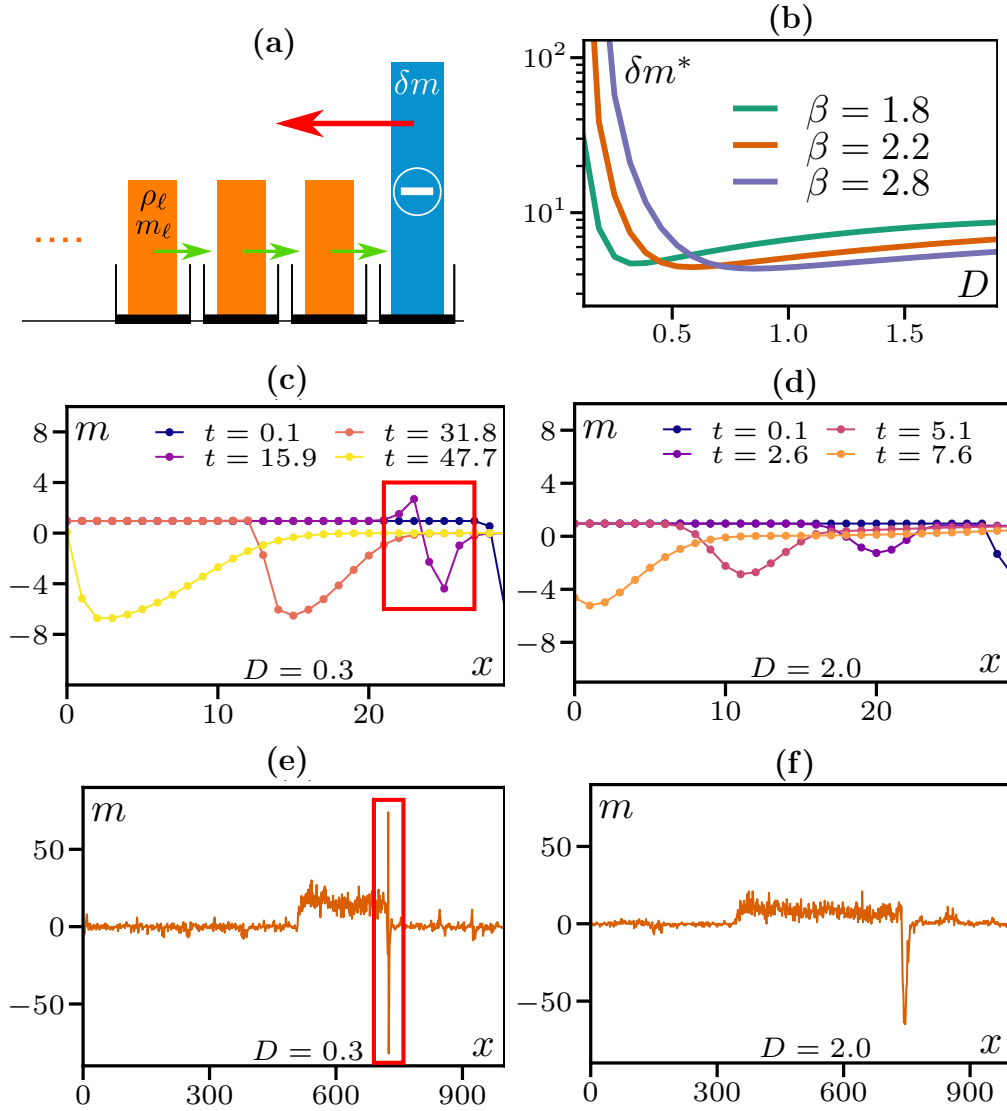 (a)
δm
ρℓ
mℓ
(b)
10²
10¹
δm*
β = 1.8
β = 2.2
β = 2.8
D
0.5 1.0 1.5
(c)
m
t = 0.1 t = 31.8
t = 15.9 t = 47.7
8
4
0
−4
−8
D = 0.3 x
0 10 20
(d)
m
t = 0.1 t = 5.1
t = 2.6 t = 7.6
8
4
0
−4
−8
D = 2.0 x
0 10 20
(e)
m
50
0
−50
D = 0.3 x
0 300 600 900
(f)
m
50
0
−50
D = 2.0 x
0 300 600 900